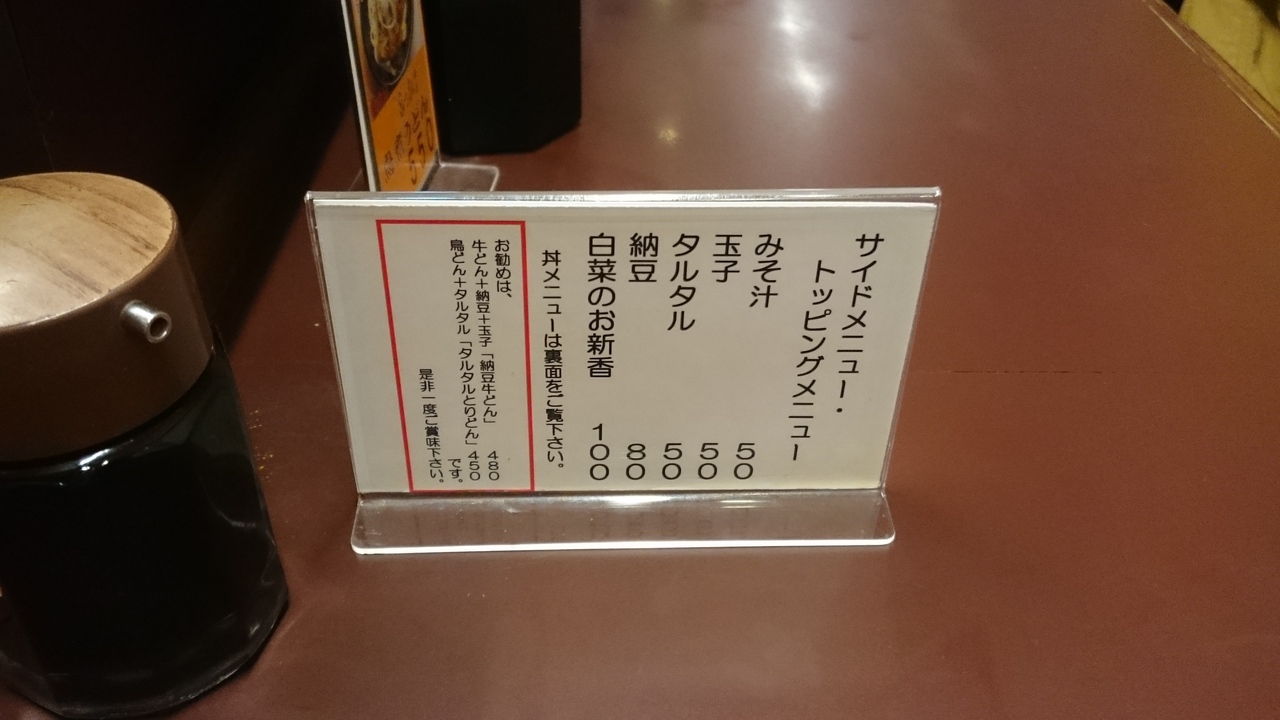 サイドメニュー・
トッピングメニュー
みそ汁 50
玉子 50
タルタル 50
納豆 80
白菜のお新香 100
丼メニューは裏面をご覧下さい。
お勧めは、
牛どん+納豆+玉子「納豆牛どん」 480
鳥どん+タルタル「タルタルとりどん」 450
です。
是非一度ご賞味下さい。